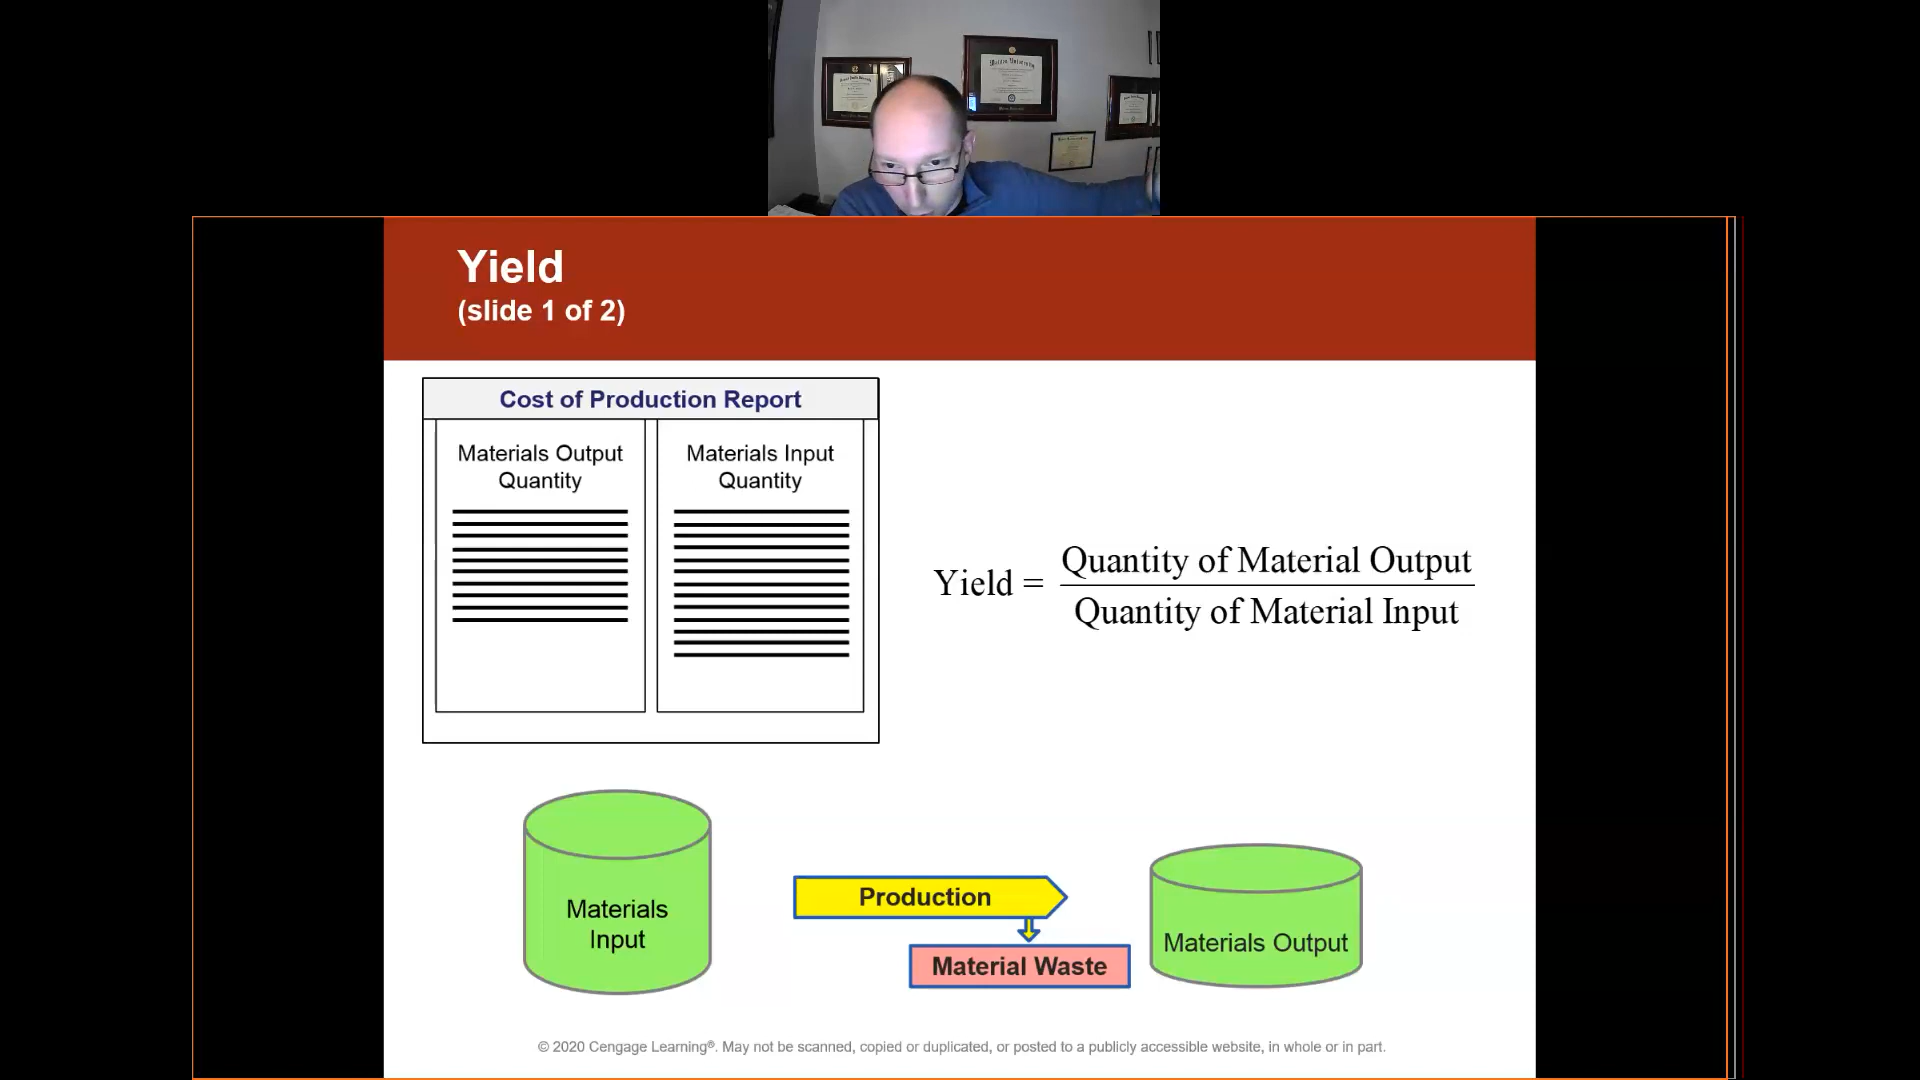 Yield
(slide 1 of 2)
Cost of Production Report
Materials Output
Quantity
Materials Input
Quantity
Yield =
Quantity of Material Output
Quantity of Material Input
Materials
Input
Production
Material Waste
Materials Output
© 2020 Cengage Learning®. May not be scanned, copied or duplicated, or posted to a publicly accessible website, in whole or in part.